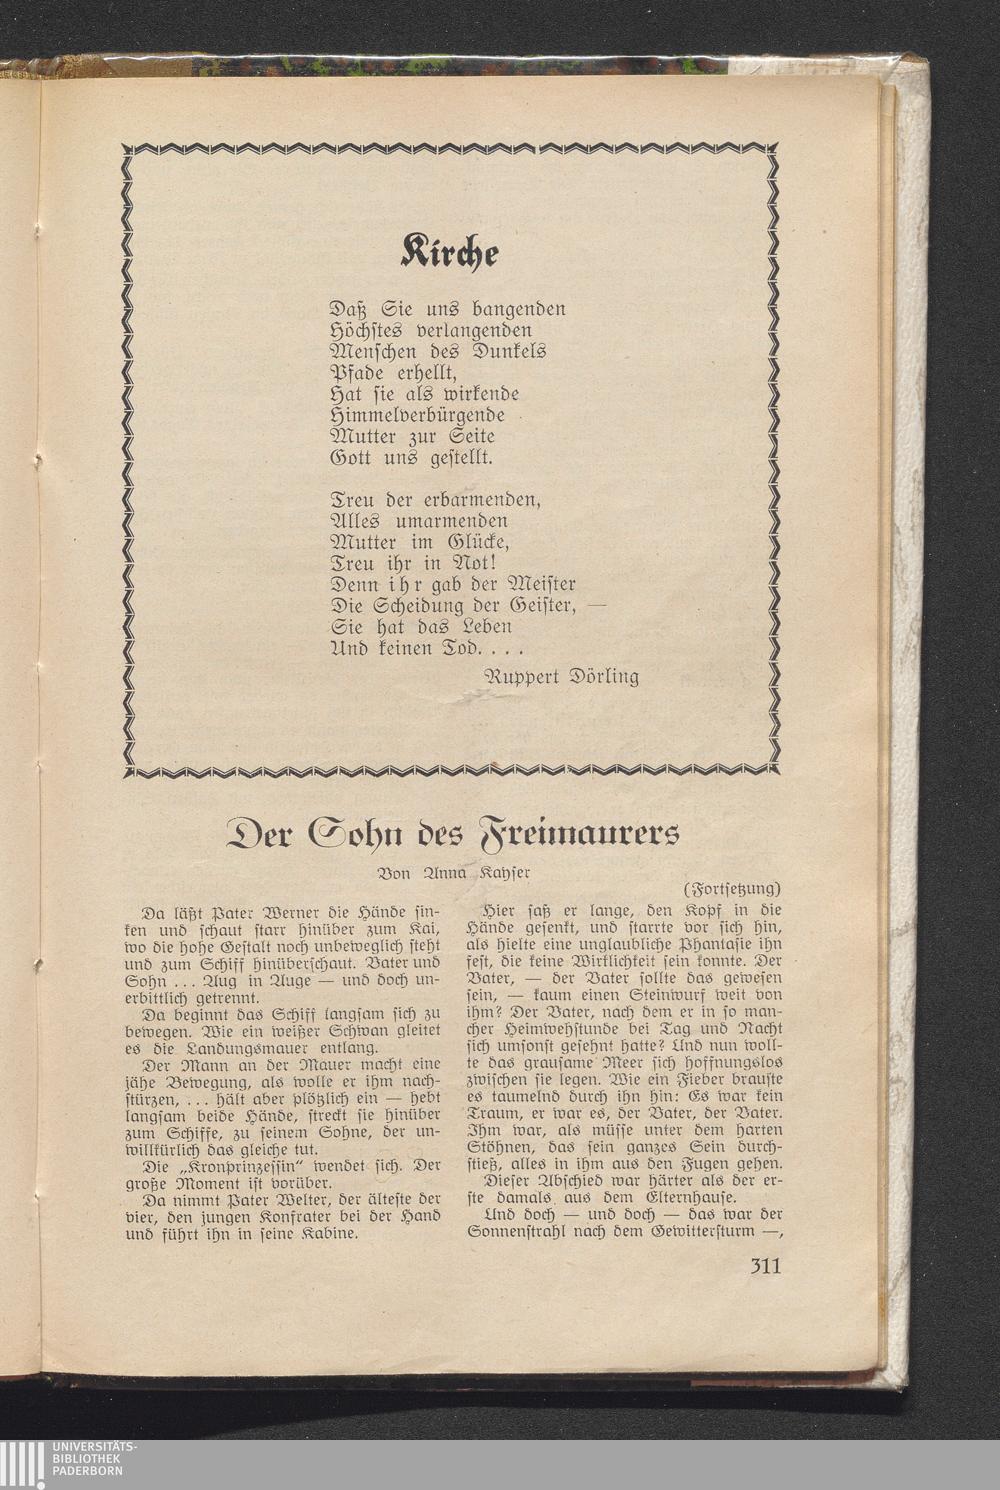 Kirche
Daß Sie uns bangenden
Höchstes verlangenden
Menschen des Dunkels
Pfade erhellt,
Hat sie als wirkende
Himmelverbürgende
Mutter zur Seite
Gott uns gestellt.
Treu der erbarmenden,
Alles umarmenden
Mutter im Glücke,
Treu ihr in Not!
Denn ihr gab der Meister
Die Scheidung der Geister, —
Sie hat das Leben
Und keinen Tod. . . .
Ruppert Dörling
Der Sohn des Freimaurers
Von Anna Kayser
(Fortsetzung)
Da läßt Pater Werner die Hände sin-
ken und schaut starr hinüber zum Kai,
wo die hohe Gestalt noch unbeweglich steht
und zum Schiff hinüberschaut. Vater und
Sohn ... Aug in Auge — und doch un-
erbittlich getrennt.
Da beginnt das Schiff langsam sich zu
bewegen. Wie ein weißer Schwan gleitet
es die Landungsmauer entlang.
Der Mann an der Mauer macht eine
jähe Bewegung, als wolle er ihm nach-
stürzen, ... hält aber plötzlich ein — hebt
langsam beide Hände, streckt sie hinüber
zum Schiffe, zu seinem Sohne, der un-
willkürlich das gleiche tut.
Die „Kronprinzessin“ wendet sich. Der
große Moment ist vorüber.
Da nimmt Pater Welter, der älteste der
vier, den jungen Konfrater bei der Hand
und führt ihn in seine Kabine.
Hier saß er lange, den Kopf in die
Hände gesenkt, und starrte vor sich hin,
als hielte eine unglaubliche Phantasie ihn
fest, die keine Wirklichkeit sein konnte. Der
Vater, — der Vater sollte das gewesen
sein, — kaum einen Steinwurf weit von
ihm? Der Vater, nach dem er in so man-
cher Heimwehstunde bei Tag und Nacht
sich umsonst gesehnt hatte? Und nun woll-
te das grausame Meer sich hoffnungslos
zwischen sie legen. Wie ein Fieber brauste
es taumelnd durch ihn hin: Es war kein
Traum, er war es, der Vater, der Vater.
Ihm war, als müsse unter dem harten
Stöhnen, das sein ganzes Sein durch-
stieß, alles in ihm aus den Fugen gehen.
Dieser Abschied war härter als der er-
ste damals aus dem Elternhause.
Und doch — und doch — das war der
Sonnenstrahl nach dem Gewittersturm —,
311
UNIVERSITÄTS-
BIBLIOTHEK
PADERBORN